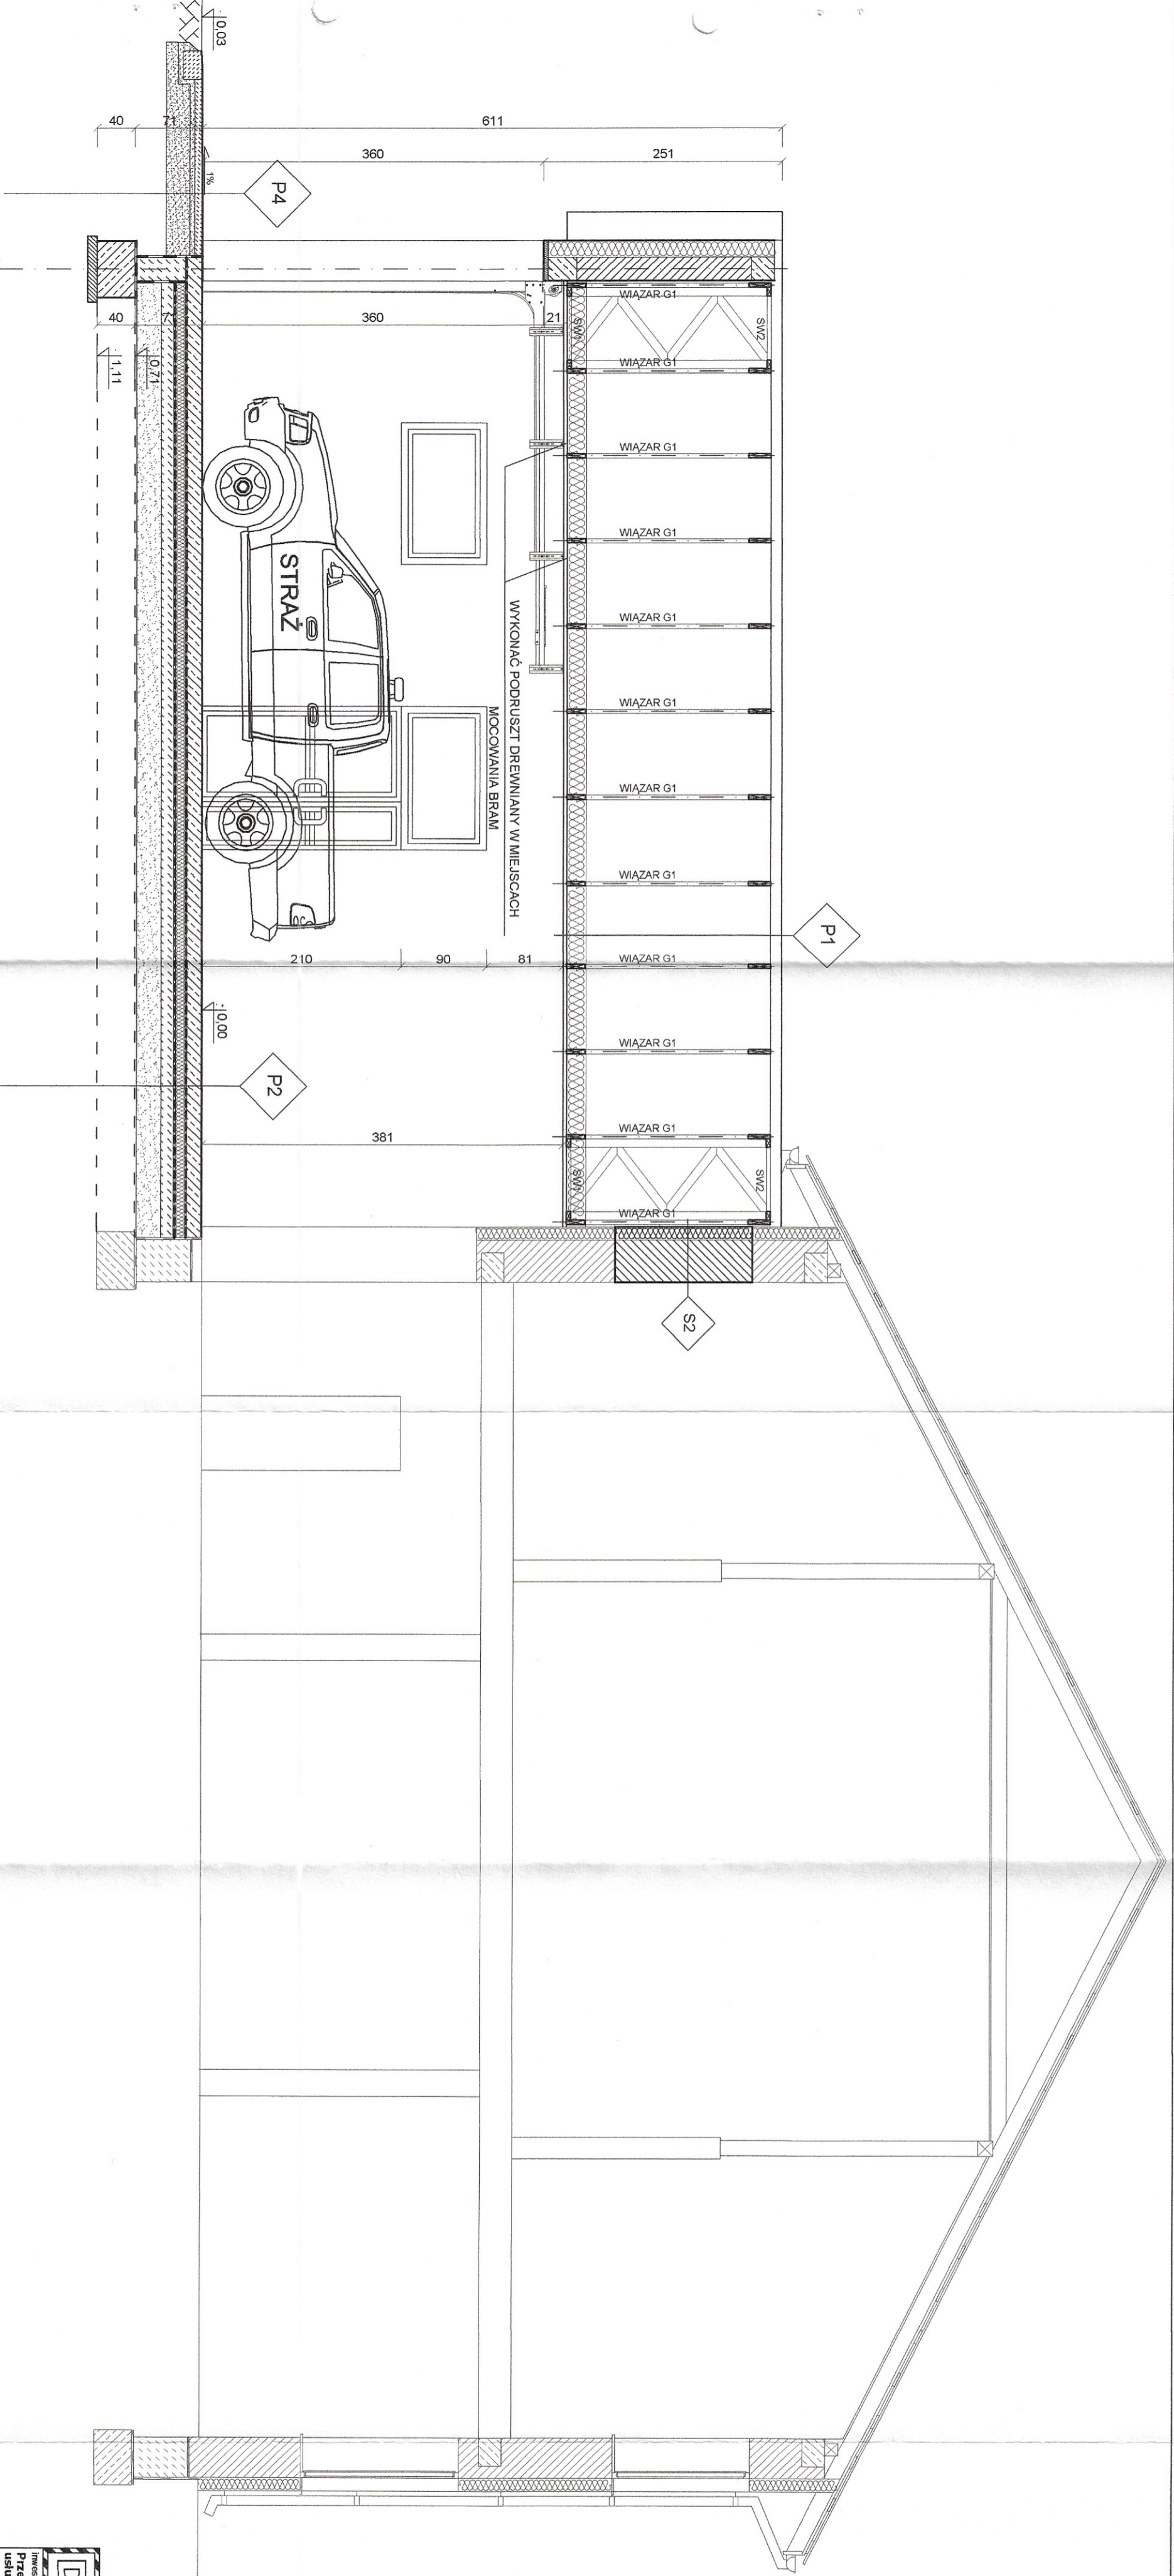 -0,03
40
71
611
360
251
1%
P4
40
360
21
-1,11
-0,71
WIĄZAR G1
SW1
SW2
WIĄZAR G1
WIĄZAR G1
WIĄZAR G1
WIĄZAR G1
WIĄZAR G1
WIĄZAR G1
WIĄZAR G1
WIĄZAR G1
WIĄZAR G1
WIĄZAR G1
SW1
SW2
WIĄZAR G1
STRAŻ
WYKONAĆ PODRUSZT DREWNIANY W MIEJSCACH
MOCOWANIA BRAM
P1
210
90
81
0,00
P2
381
S2
Prze
usłu